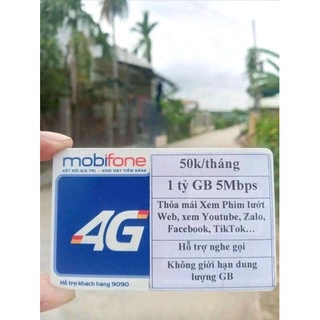 mobifone
KẾT NỐI GIÁ TRỊ ... KHƠI DẬY TIỀM NĂNG
4G
Hỗ trợ khách hàng 9090
50k/tháng
1 tỷ GB 5Mbps
Thỏa mái Xem Phim lướt
Web, xem Youtube, Zalo,
Facebook, TikTok…
Hỗ trợ nghe gọi
Không giới hạn dung
lượng GB